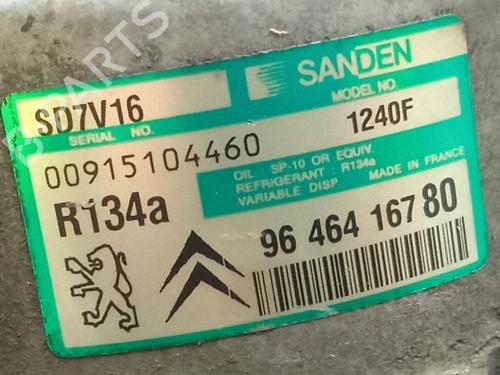 SANDEN
SD7V16
SERIAL NO.
MODEL NO.
00915104460
1240F
OIL : SP-10 OR EQUIV.
REFRIGERANT : R134a
VARIABLE DISP. MADE IN FRANCE
R134a
96 464 167 80
B PARTS